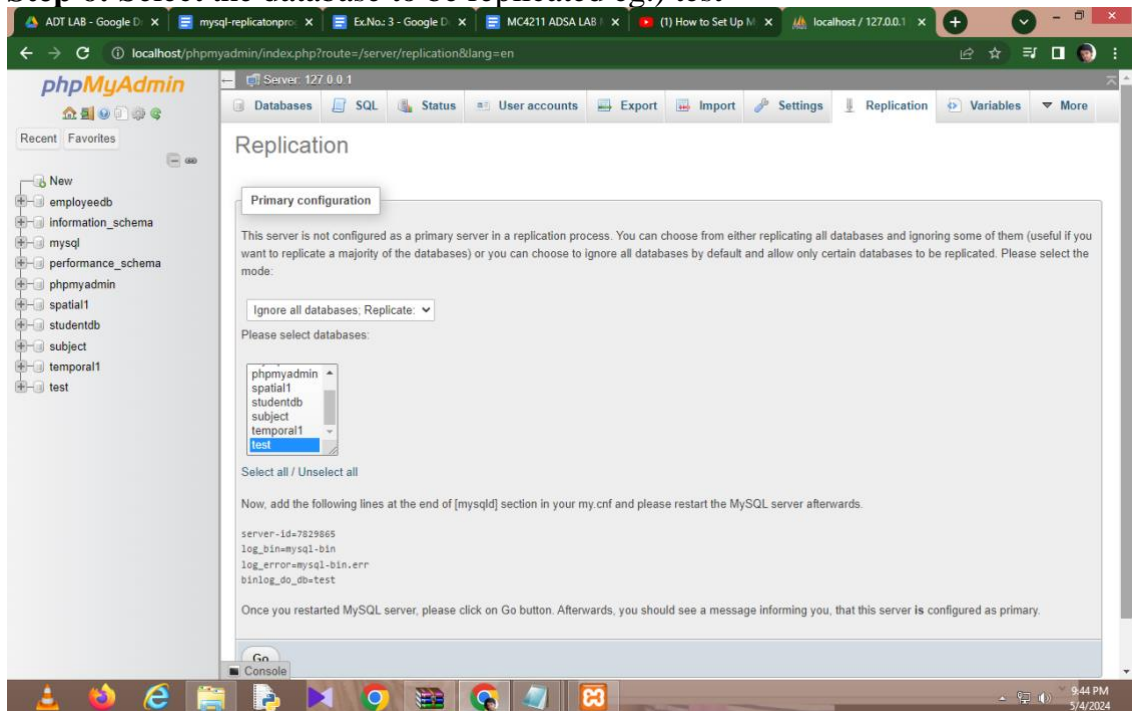 Step 6: Select the database to be replicated eg.) test
ADT LAB - Google D
mysql-replicatonproc
Ex.No: 3 - Google D
MC4211 ADSA LAB
(1) How to Set Up M
localhost / 127.0.0.1
localhost/phpmyadmin/index.php?route=/server/replication&lang=en
phpMyAdmin
Recent Favorites
New
employeedb
information_schema
mysql
performance_schema
phpmyadmin
spatial1
studentdb
subject
temporal1
test
Server: 127.0.0.1
Databases SQL Status User accounts Export Import Settings Replication Variables More
Replication
Primary configuration
This server is not configured as a primary server in a replication process. You can choose from either replicating all databases and ignoring some of them (useful if you
want to replicate a majority of the databases) or you can choose to ignore all databases by default and allow only certain databases to be replicated. Please select the
mode:
Ignore all databases; Replicate:
Please select databases:
phpmyadmin
spatial1
studentdb
subject
temporal1
test
Select all / Unselect all
Now, add the following lines at the end of [mysqld] section in your my.cnf and please restart the MySQL server afterwards.
server-id=7829865
log_bin=mysql-bin
log_error=mysql-bin.err
binlog_do_db=test
Once you restarted MySQL server, please click on Go button. Afterwards, you should see a message informing you, that this server is configured as primary.
Go
Console
9:44 PM
5/4/2024